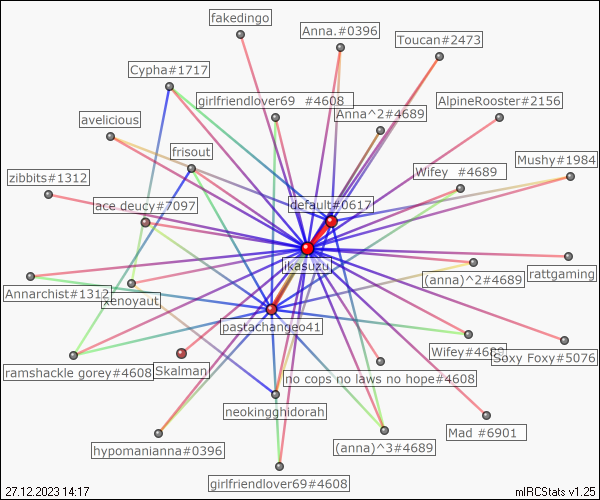 fakedingo
Anna.#0396
Toucan#2473
Cypha#1717
girlfriendlover69 #4608
Anna^2#4689
AlpineRooster#2156
avelicious
frisout
Mushy#1984
zibbits#1312
Wifey #4689
ace deucy#7097
default#0617
ikasuzu
(anna)^2#4689
rattgaming
Annarchist#1312
xenoyaut
pastachangeo41
Wifey#4689
Soxy Foxy#5076
ramshackle gorey#4608
Skalman
no cops no laws no hope#4608
neokingghidorah
Mad #6901
hypomanianna#0396
(anna)^3#4689
girlfriendlover69#4608
27.12.2023 14:17
mIRCStats v1.25